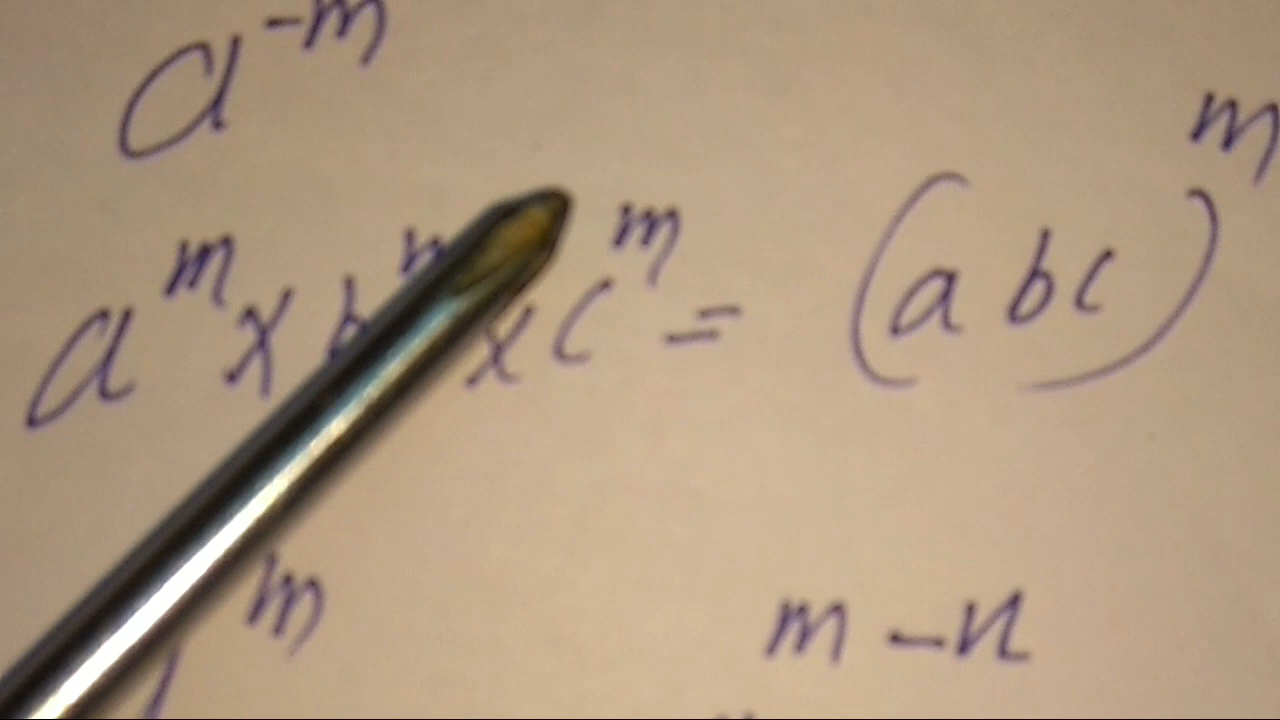 a^-m
a^m x b^m x c^m = (abc)^m
m m-n